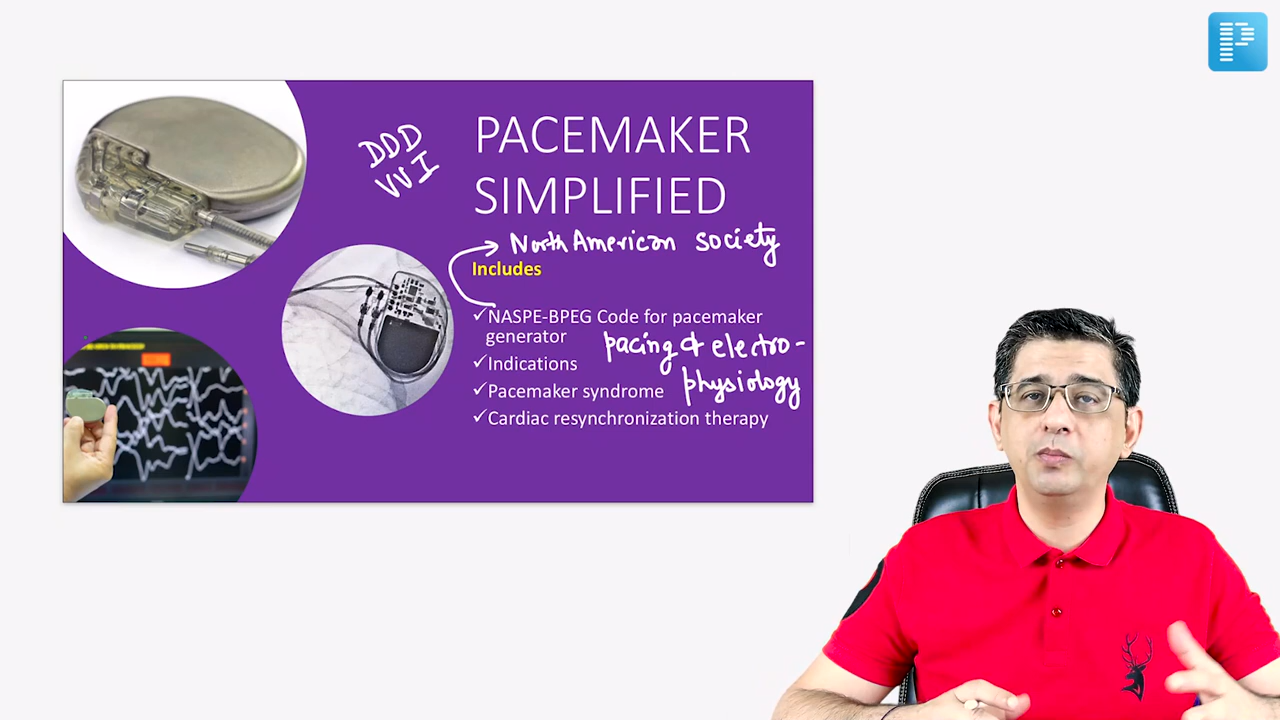 P
DDD
VVI
PACEMAKER
SIMPLIFIED
North American society
Includes
✓NASPE-BPEG Code for pacemaker
generator
pacing & electro-
✓Indications
physiology
✓Pacemaker syndrome
✓Cardiac resynchronization therapy